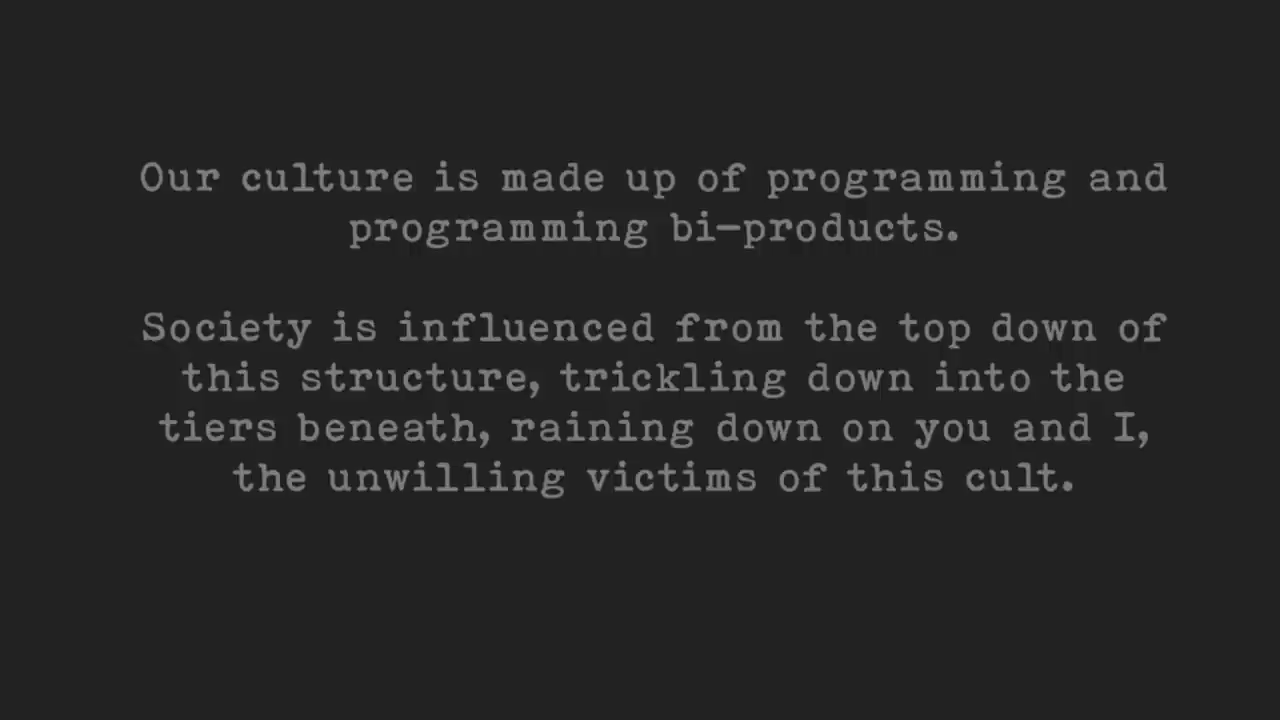 Our culture is made up of programming and
programming bi-products.
Society is influenced from the top down of
this structure, trickling down into the
tiers beneath, raining down on you and I,
the unwilling victims of this cult.